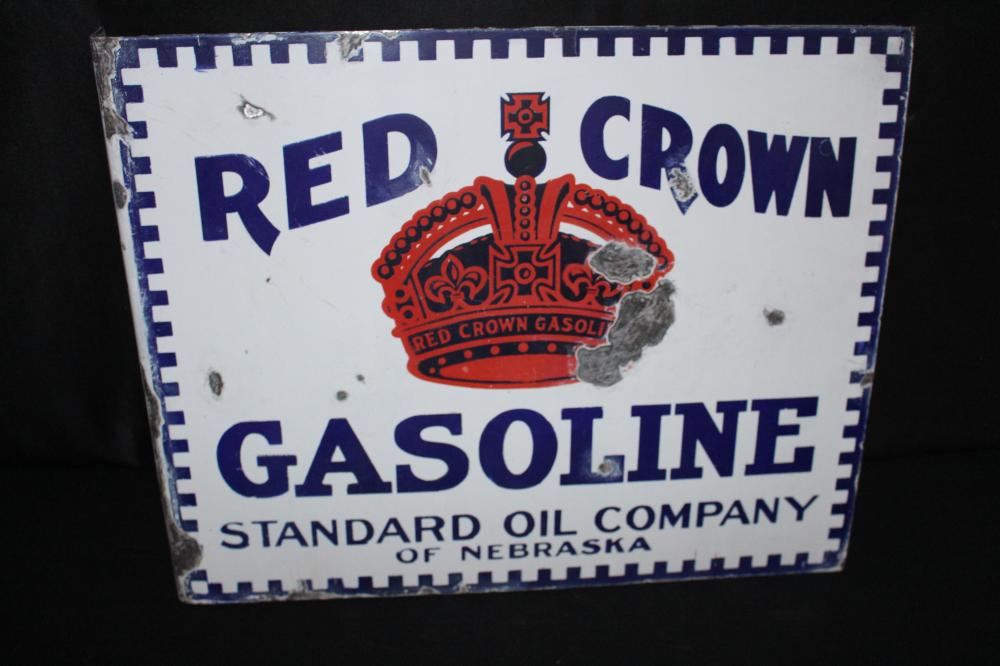 RED CROWN
RED CROWN GASOLI
GASOLINE
STANDARD OIL COMPANY
OF NEBRASKA